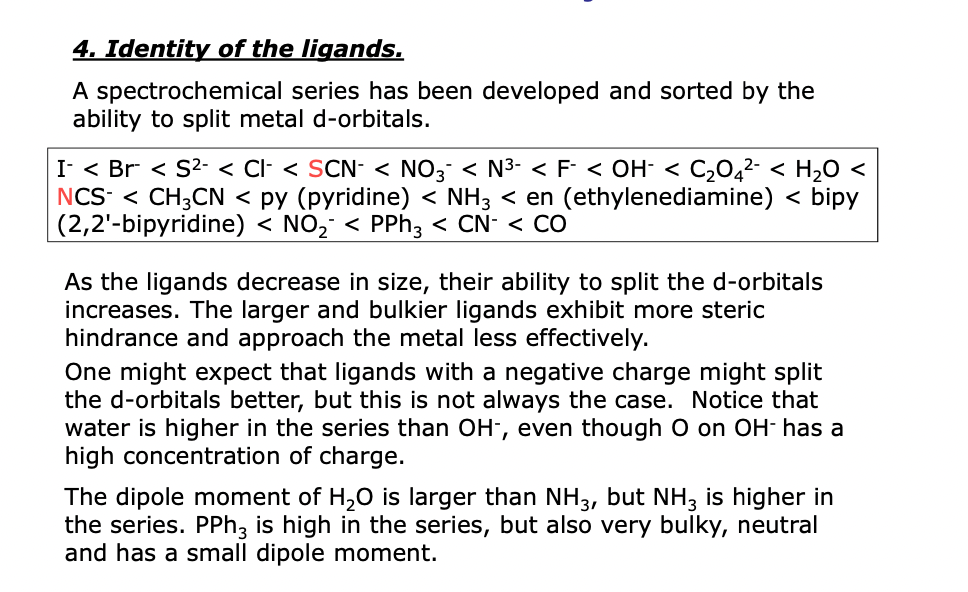 4. Identity of the ligands.
A spectrochemical series has been developed and sorted by the
ability to split metal d-orbitals.
I⁻ < Br⁻ < S²⁻ < Cl⁻ < SCN⁻ < NO₃⁻ < N³⁻ < F⁻ < OH⁻ < C₂O₄²⁻ < H₂O <
NCS⁻ < CH₃CN < py (pyridine) < NH₃ < en (ethylenediamine) < bipy
(2,2'-bipyridine) < NO₂⁻ < PPh₃ < CN⁻ < CO
As the ligands decrease in size, their ability to split the d-orbitals
increases. The larger and bulkier ligands exhibit more steric
hindrance and approach the metal less effectively.
One might expect that ligands with a negative charge might split
the d-orbitals better, but this is not always the case. Notice that
water is higher in the series than OH⁻, even though O on OH⁻ has a
high concentration of charge.
The dipole moment of H₂O is larger than NH₃, but NH₃ is higher in
the series. PPh₃ is high in the series, but also very bulky, neutral
and has a small dipole moment.